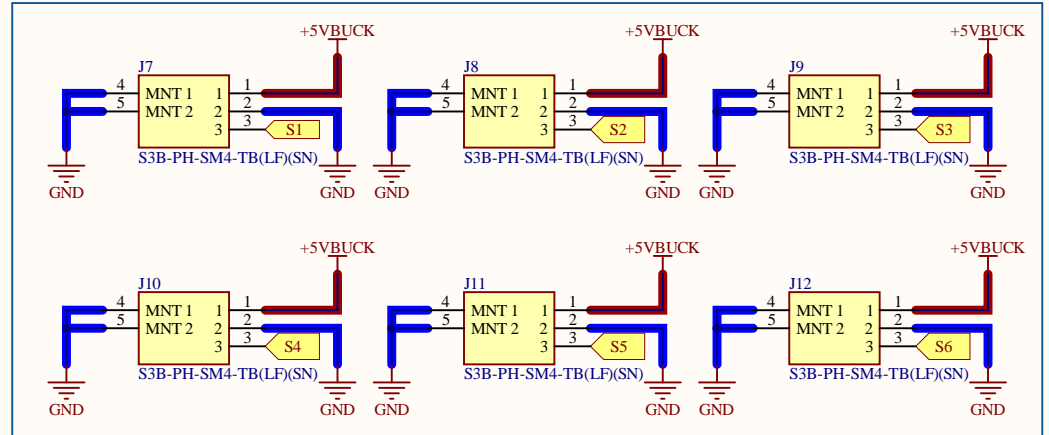 +5VBUCK +5VBUCK +5VBUCK
J7 J8 J9
4 MNT 1 1 1 4 MNT 1 1 1 4 MNT 1 1 1
5 MNT 2 2 2 5 MNT 2 2 2 5 MNT 2 2 2
3 3 S1 3 3 S2 3 3 S3
S3B-PH-SM4-TB(LF)(SN) S3B-PH-SM4-TB(LF)(SN) S3B-PH-SM4-TB(LF)(SN)
GND GND GND GND GND GND
+5VBUCK +5VBUCK +5VBUCK
J10 J11 J12
4 MNT 1 1 1 4 MNT 1 1 1 4 MNT 1 1 1
5 MNT 2 2 2 5 MNT 2 2 2 5 MNT 2 2 2
3 3 S4 3 3 S5 3 3 S6
S3B-PH-SM4-TB(LF)(SN) S3B-PH-SM4-TB(LF)(SN) S3B-PH-SM4-TB(LF)(SN)
GND GND GND GND GND GND